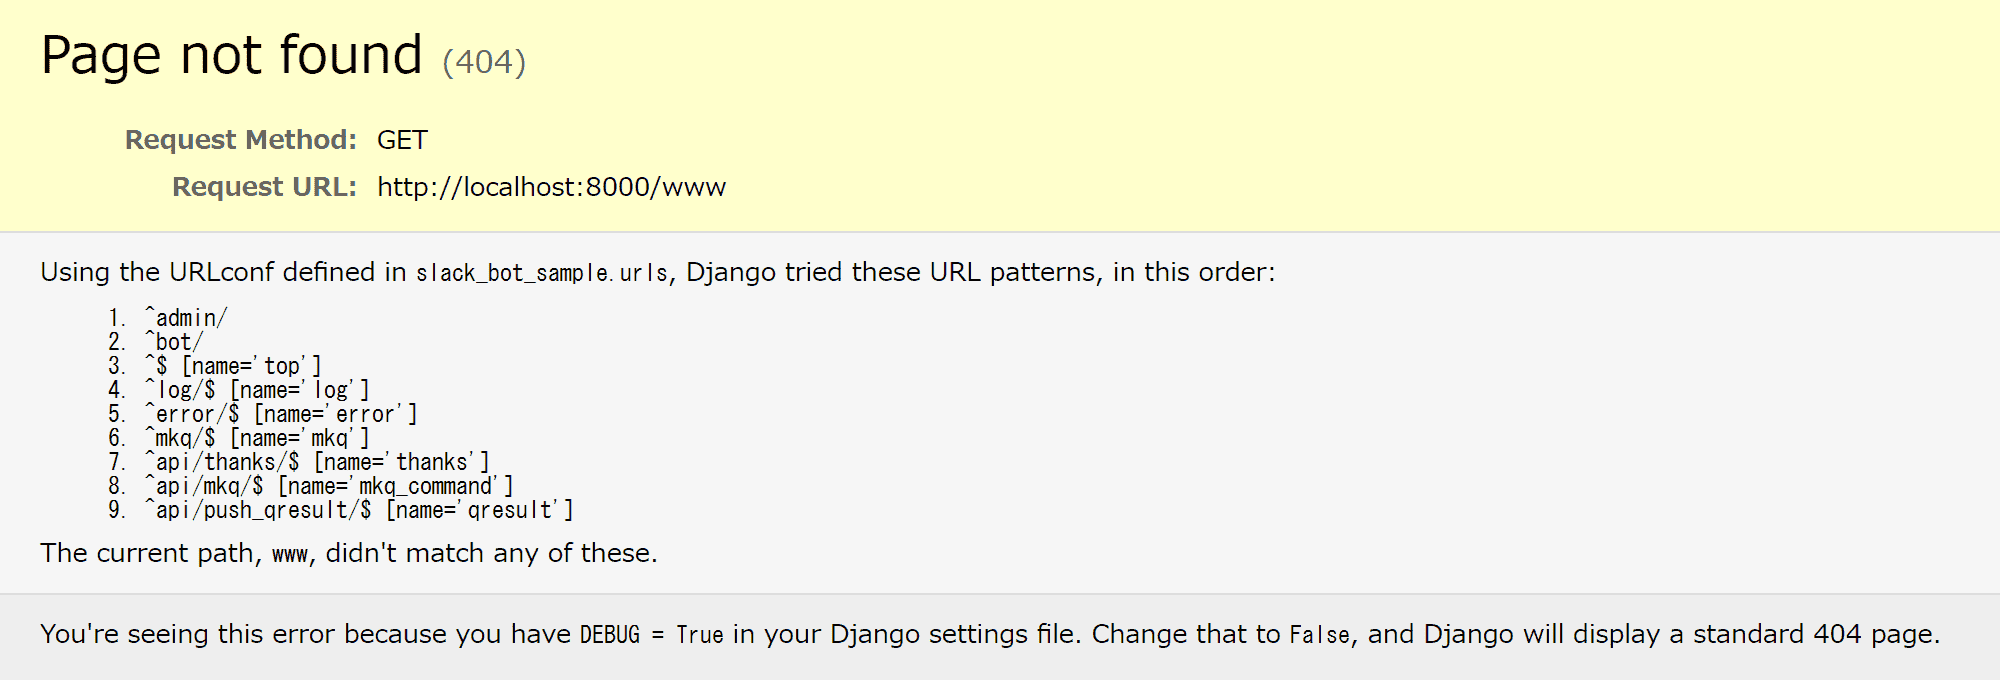 Page not found (404)
Request Method: GET
Request URL: http://localhost:8000/www
Using the URLconf defined in slack_bot_sample.urls, Django tried these URL patterns, in this order:
1. ^admin/
2. ^bot/
3. ^$ [name='top']
4. ^log/$ [name='log']
5. ^error/$ [name='error']
6. ^mkq/$ [name='mkq']
7. ^api/thanks/$ [name='thanks']
8. ^api/mkq/$ [name='mkq_command']
9. ^api/push_qresult/$ [name='qresult']
The current path, www, didn't match any of these.
You're seeing this error because you have DEBUG = True in your Django settings file. Change that to False, and Django will display a standard 404 page.